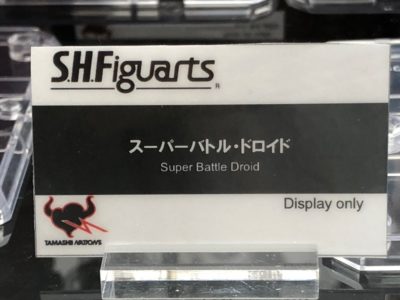 S.H.Figuarts
®
スーパーバトル・ドロイド
Super Battle Droid
Display only
TAMASHII NATIONS